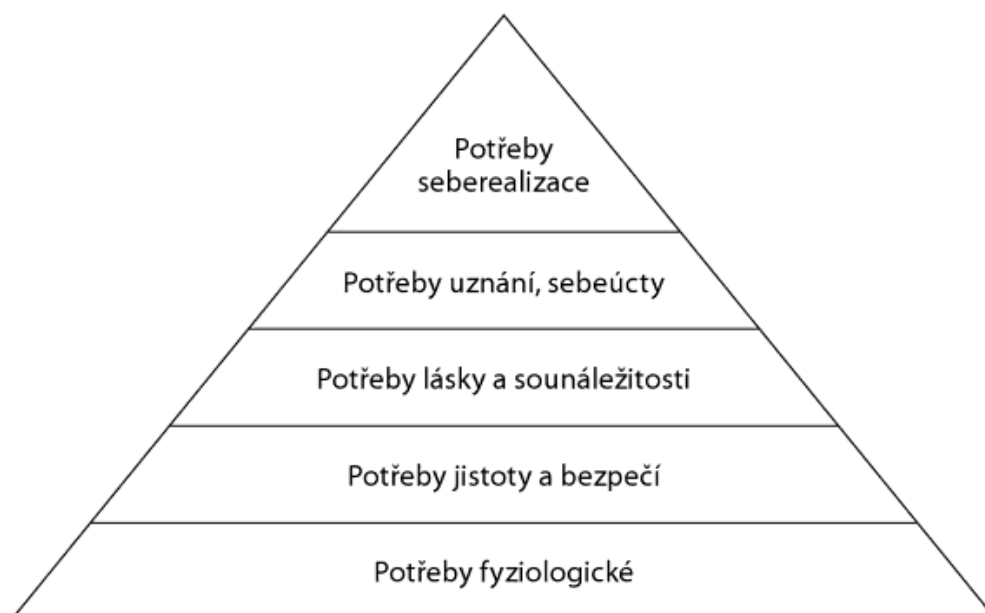 Potřeby
seberealizace
Potřeby uznání, sebeúcty
Potřeby lásky a sounáležitosti
Potřeby jistoty a bezpečí
Potřeby fyziologické